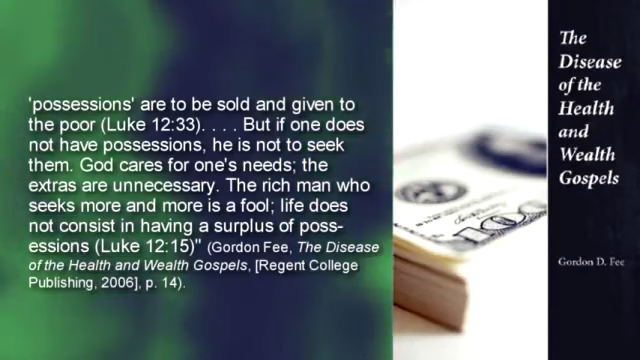 'possessions' are to be sold and given to
the poor (Luke 12:33). . . . But if one does
not have possessions, he is not to seek
them. God cares for one's needs; the
extras are unnecessary. The rich man who
seeks more and more is a fool; life does
not consist in having a surplus of poss-
essions (Luke 12:15)" (Gordon Fee, The Disease
of the Health and Wealth Gospels, [Regent College
Publishing, 2006], p. 14).
The
Disease
of the
Health
and
Wealth
Gospels
Gordon D. Fee
100